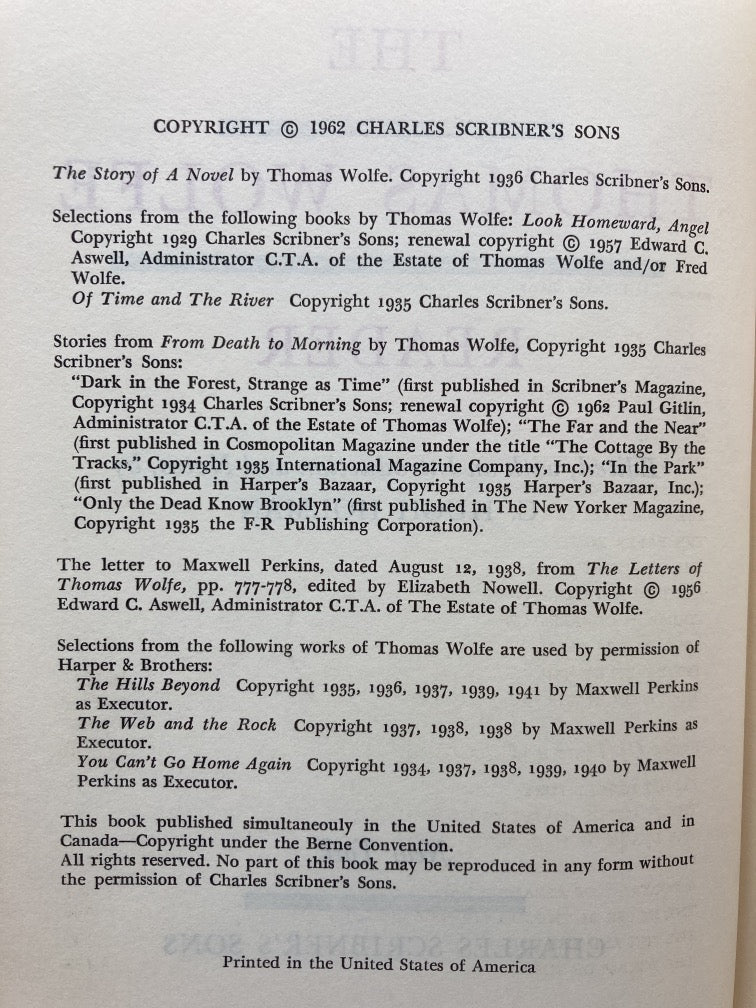 COPYRIGHT © 1962 CHARLES SCRIBNER'S SONS
The Story of A Novel by Thomas Wolfe. Copyright 1936 Charles Scribner's Sons.
Selections from the following books by Thomas Wolfe: Look Homeward, Angel
Copyright 1929 Charles Scribner's Sons; renewal copyright © 1957 Edward C.
Aswell, Administrator C.T.A. of the Estate of Thomas Wolfe and/or Fred
Wolfe.
Of Time and The River Copyright 1935 Charles Scribner's Sons.
Stories from From Death to Morning by Thomas Wolfe, Copyright 1935 Charles
Scribner's Sons:
"Dark in the Forest, Strange as Time" (first published in Scribner's Magazine,
Copyright 1934 Charles Scribner's Sons; renewal copyright © 1962 Paul Gitlin,
Administrator C.T.A. of the Estate of Thomas Wolfe); "The Far and the Near"
(first published in Cosmopolitan Magazine under the title "The Cottage By the
Tracks," Copyright 1935 International Magazine Company, Inc.); "In the Park"
(first published in Harper's Bazaar, Copyright 1935 Harper's Bazaar, Inc.);
"Only the Dead Know Brooklyn" (first published in The New Yorker Magazine,
Copyright 1935 the F-R Publishing Corporation).
The letter to Maxwell Perkins, dated August 12, 1938, from The Letters of
Thomas Wolfe, pp. 777-778, edited by Elizabeth Nowell. Copyright © 1956
Edward C. Aswell, Administrator C.T.A. of The Estate of Thomas Wolfe.
Selections from the following works of Thomas Wolfe are used by permission of
Harper & Brothers:
The Hills Beyond Copyright 1935, 1936, 1937, 1939, 1941 by Maxwell Perkins
as Executor.
The Web and the Rock Copyright 1937, 1938, 1938 by Maxwell Perkins as
Executor.
You Can't Go Home Again Copyright 1934, 1937, 1938, 1939, 1940 by Maxwell
Perkins as Executor.
This book published simultaneouly in the United States of America and in
Canada—Copyright under the Berne Convention.
All rights reserved. No part of this book may be reproduced in any form without
the permission of Charles Scribner's Sons.
Printed in the United States of America